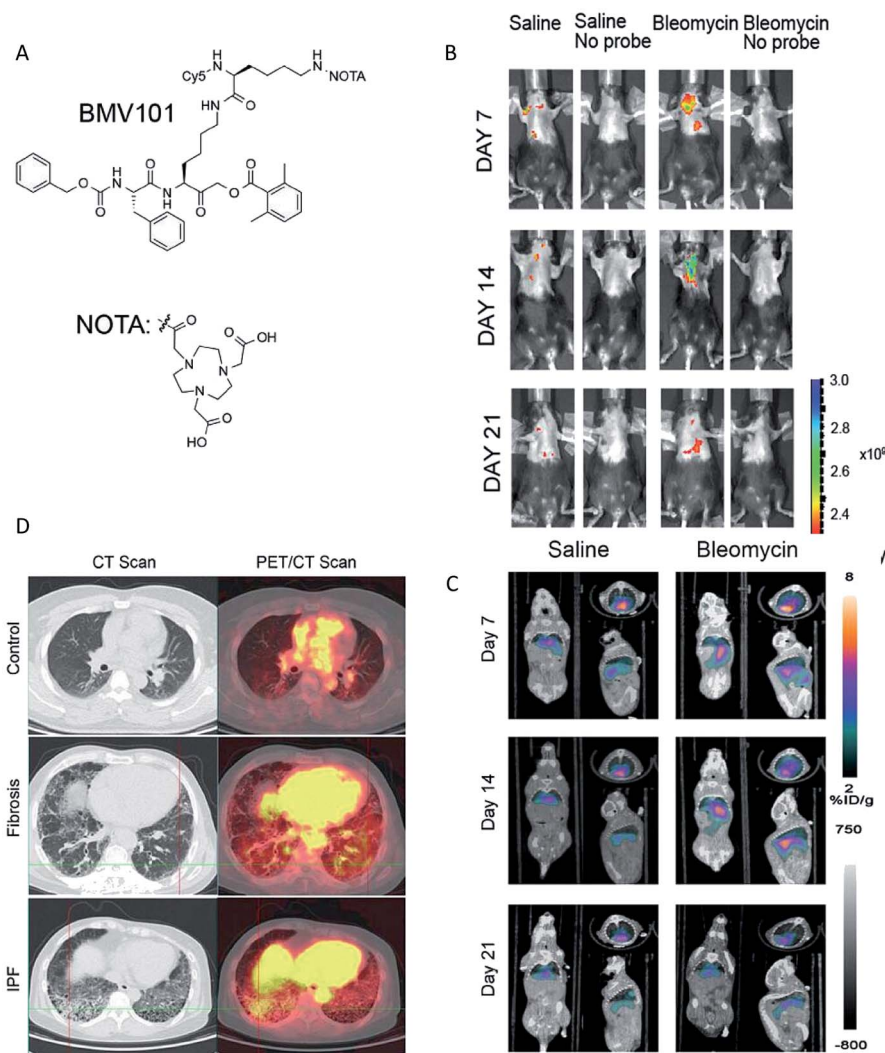 A
BMV101
H
N
Cy5
H
N
NOTA
HN
O
O
O
H
N
O
N
H
O
O
O
NOTA:
O
O
OH
N
N
N
O
HO
B
Saline
Saline
No probe
Bleomycin
Bleomycin
No probe
DAY 7
DAY 14
DAY 21
3.0
2.8
2.6
2.4
D
CT Scan
PET/CT Scan
Control
Fibrosis
IPF
C
Saline
Bleomycin
Day 7
Day 14
Day 21
8
2
%ID/g
750
-800